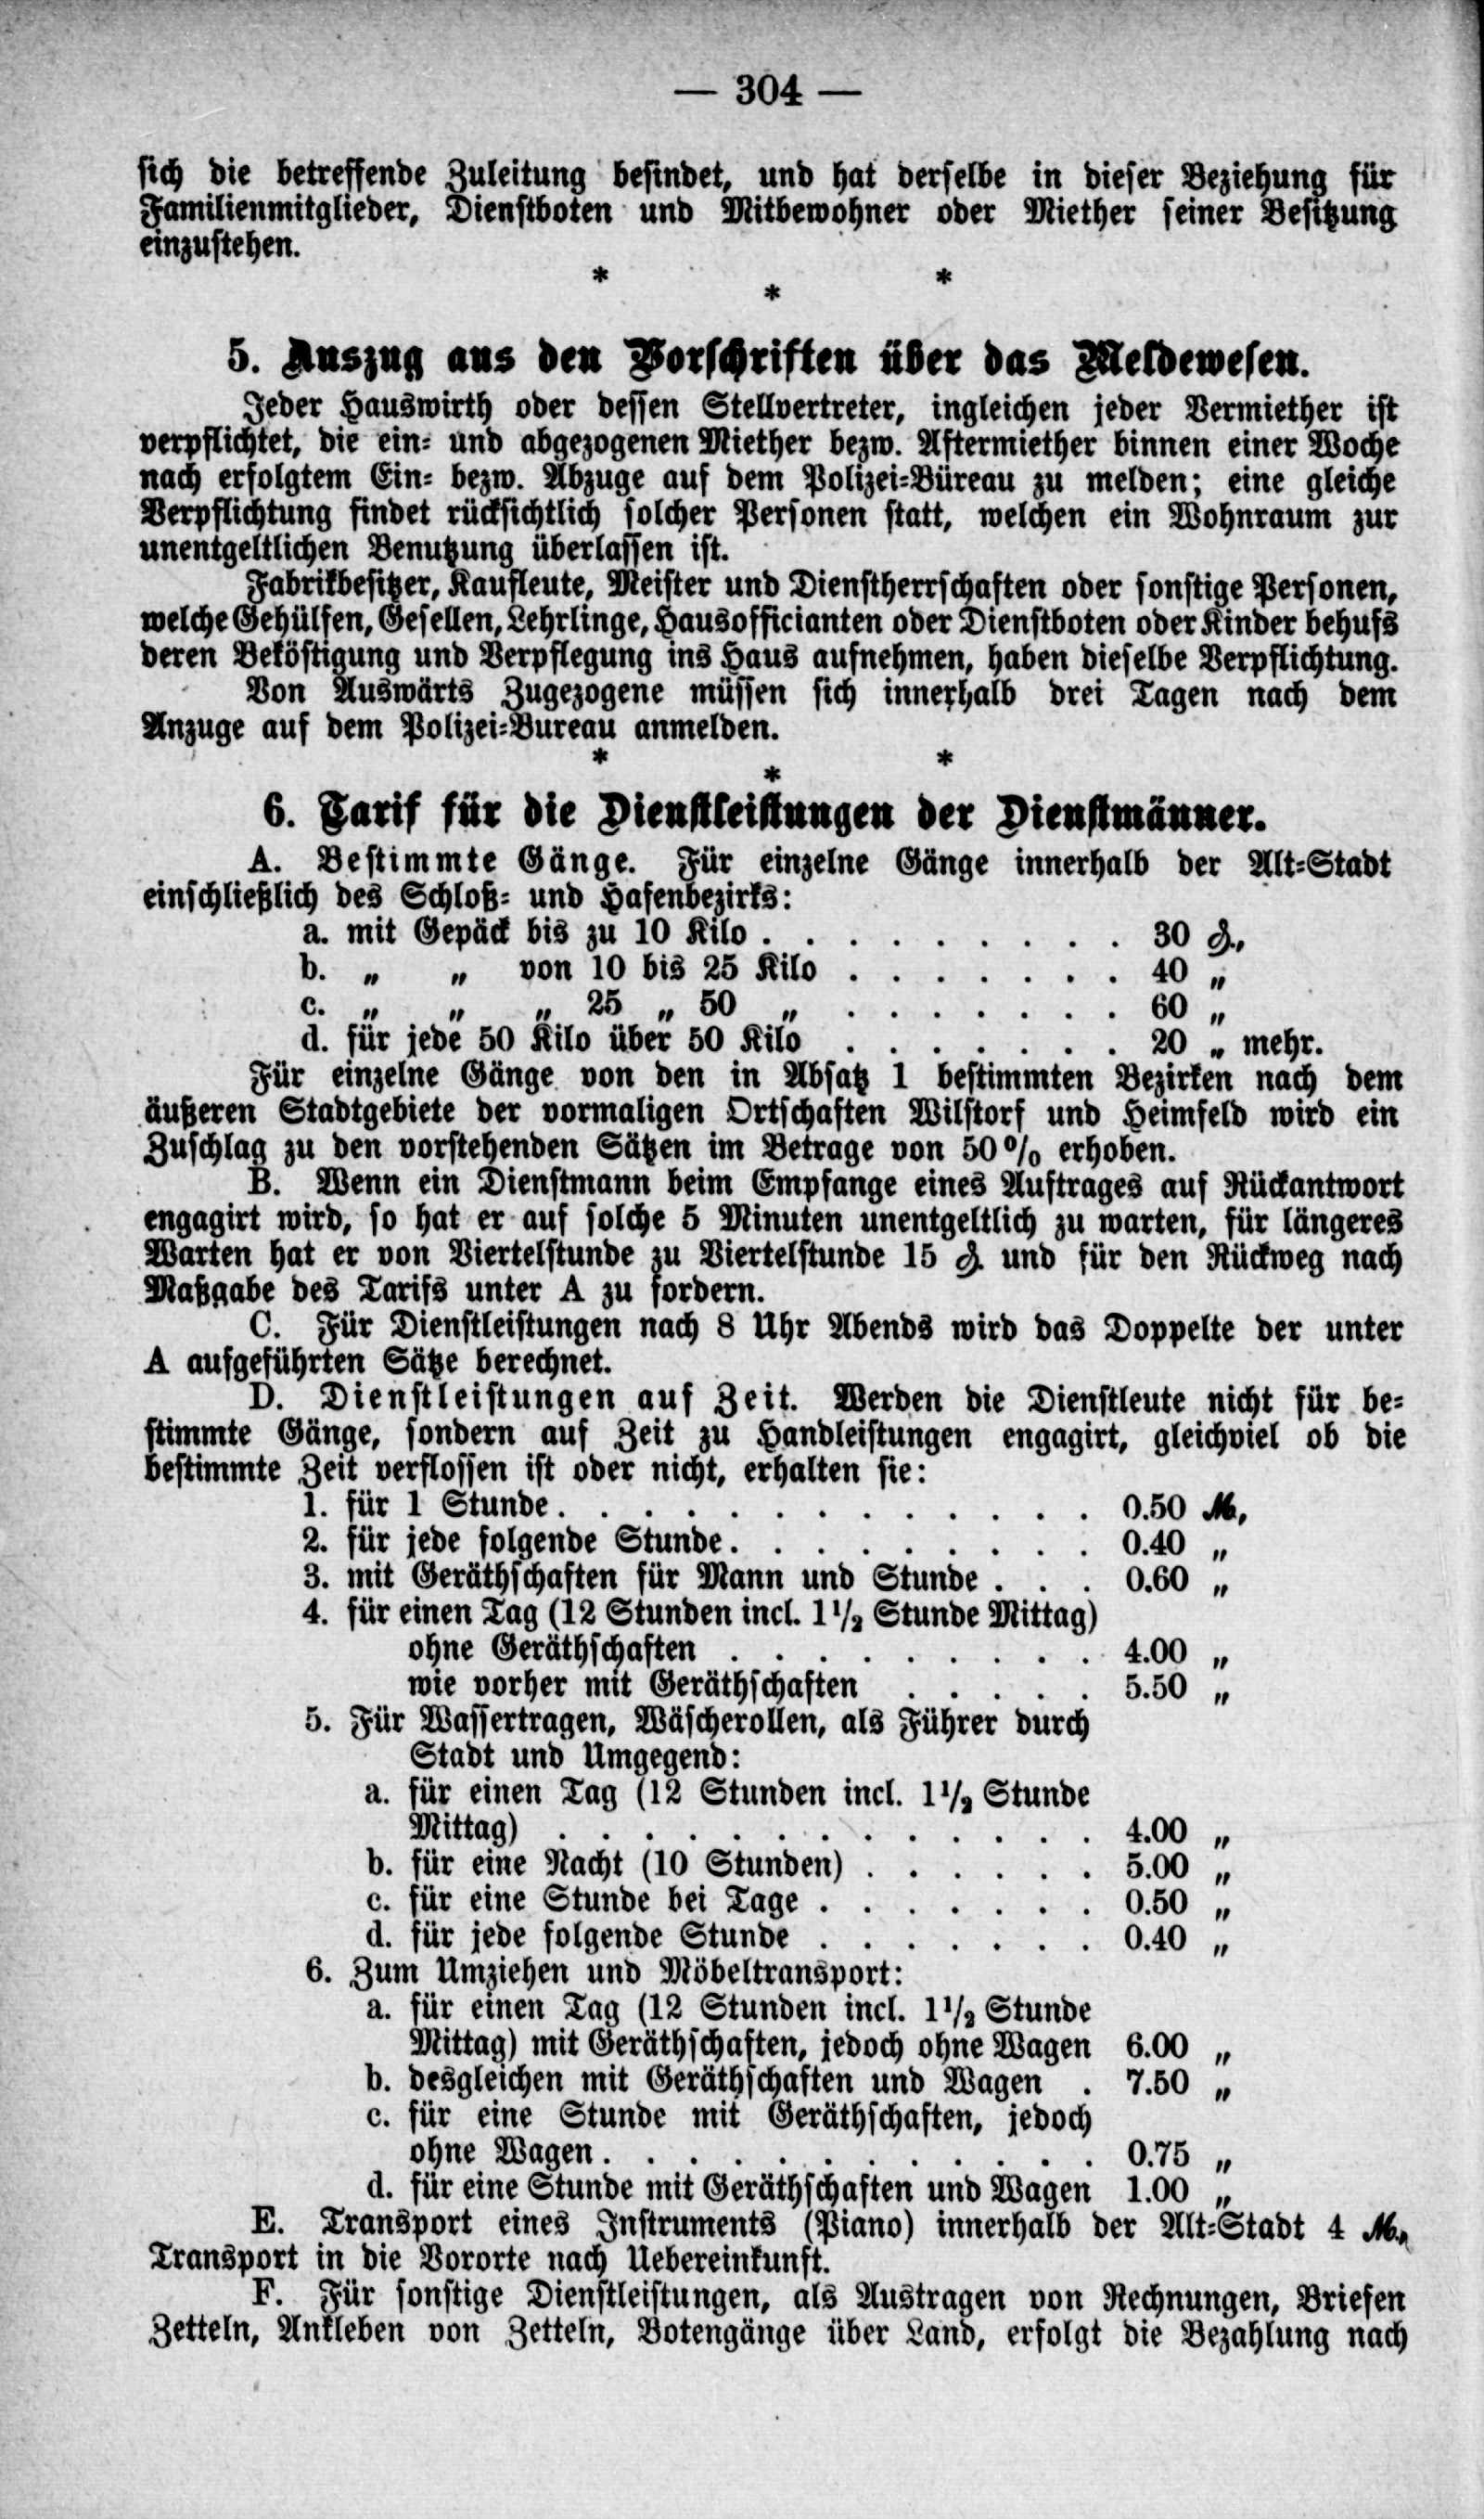 — 304 —
sich die betreffende Zuleitung befindet, und hat derselbe in dieser Beziehung für
Familienmitglieder, Dienstboten und Mitbewohner oder Miether seiner Besitzung
einzustehen.
* * *
5. Auszug aus den Vorschriften über das Meldewesen.
Jeder Hauswirth oder dessen Stellvertreter, ingleichen jeder Vermiether ist
verpflichtet, die ein- und abgezogenen Miether bezw. Aftermiether binnen einer Woche
nach erfolgtem Ein- bezw. Abzuge auf dem Polizei-Büreau zu melden; eine gleiche
Verpflichtung findet rücksichtlich solcher Personen statt, welchen ein Wohnraum zur
unentgeltlichen Benutzung überlassen ist.
Fabrikbesitzer, Kaufleute, Meister und Dienstherrschaften oder sonstige Personen,
welche Gehülfen, Gesellen, Lehrlinge, Hausofficianten oder Dienstboten oder Kinder behufs
deren Beköstigung und Verpflegung ins Haus aufnehmen, haben dieselbe Verpflichtung.
Von Auswärts Zugezogene müssen sich innerhalb drei Tagen nach dem
Anzuge auf dem Polizei-Bureau anmelden.
* * *
6. Tarif für die Dienstleistungen der Dienstmänner.
A. Bestimmte Gänge. Für einzelne Gänge innerhalb der Alt-Stadt
einschließlich des Schloß- und Hafenbezirks:
a. mit Gepäck bis zu 10 Kilo . . . . . . . . . 30 ₰,
b. „ „ von 10 bis 25 Kilo . . . . . . . 40 „
c. „ „ „ 25 „ 50 „ . . . . . . . 60 „
d. für jede 50 Kilo über 50 Kilo . . . . . . . 20 „ mehr.
Für einzelne Gänge von den in Absatz 1 bestimmten Bezirken nach dem
äußeren Stadtgebiete der vormaligen Ortschaften Wilstorf und Heimfeld wird ein
Zuschlag zu den vorstehenden Sätzen im Betrage von 50 % erhoben.
B. Wenn ein Dienstmann beim Empfange eines Auftrages auf Rückantwort
engagirt wird, so hat er auf solche 5 Minuten unentgeltlich zu warten, für längeres
Warten hat er von Viertelstunde zu Viertelstunde 15 ₰. und für den Rückweg nach
Maßgabe des Tarifs unter A zu fordern.
C. Für Dienstleistungen nach 8 Uhr Abends wird das Doppelte der unter
A aufgeführten Sätze berechnet.
D. Dienstleistungen auf Zeit. Werden die Dienstleute nicht für be-
stimmte Gänge, sondern auf Zeit zu Handleistungen engagirt, gleichviel ob die
bestimmte Zeit verflossen ist oder nicht, erhalten sie:
1. für 1 Stunde . . . . . . . . . . . . . 0.50 ℳ,
2. für jede folgende Stunde . . . . . . . . . 0.40 „
3. mit Geräthschaften für Mann und Stunde . . . 0.60 „
4. für einen Tag (12 Stunden incl. 1½ Stunde Mittag)
ohne Geräthschaften . . . . . . . . . 4.00 „
wie vorher mit Geräthschaften . . . . . 5.50 „
5. Für Wassertragen, Wäscherollen, als Führer durch
Stadt und Umgegend:
a. für einen Tag (12 Stunden incl. 1½ Stunde
Mittag) . . . . . . . . . . . . . 4.00 „
b. für eine Nacht (10 Stunden) . . . . . . 5.00 „
c. für eine Stunde bei Tage . . . . . . . 0.50 „
d. für jede folgende Stunde . . . . . . . 0.40 „
6. Zum Umziehen und Möbeltransport:
a. für einen Tag (12 Stunden incl. 1½ Stunde
Mittag) mit Geräthschaften, jedoch ohne Wagen 6.00 „
b. desgleichen mit Geräthschaften und Wagen . 7.50 „
c. für eine Stunde mit Geräthschaften, jedoch
ohne Wagen . . . . . . . . . . . . 0.75 „
d. für eine Stunde mit Geräthschaften und Wagen 1.00 „
E. Transport eines Instruments (Piano) innerhalb der Alt-Stadt 4 ℳ.,
Transport in die Vororte nach Uebereinkunft.
F. Für sonstige Dienstleistungen, als Austragen von Rechnungen, Briefen
Zetteln, Ankleben von Zetteln, Botengänge über Land, erfolgt die Bezahlung nach